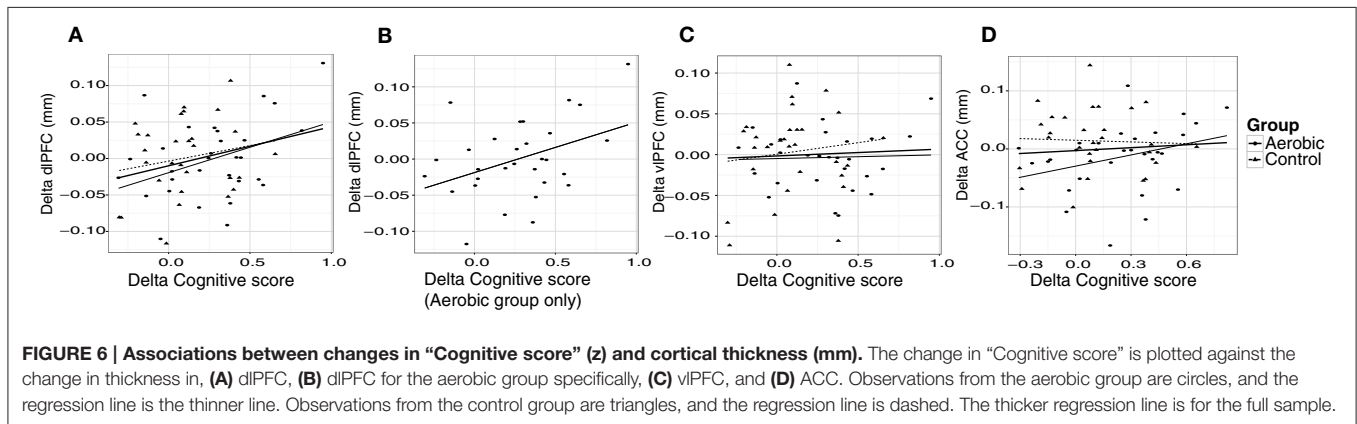 A
B
C
D
Delta dlPFC (mm)
0.10
0.05
0.00
−0.05
−0.10
0.0
0.5
1.0
Delta Cognitive score
Delta dlPFC (mm)
0.10
0.05
0.00
−0.05
−0.10
0.0
0.5
1.0
Delta Cognitive score
(Aerobic group only)
Delta vlPFC (mm)
0.10
0.05
0.00
−0.05
−0.10
0.0
0.5
1.0
Delta Cognitive score
Delta ACC (mm)
0.1
0.0
−0.1
−0.3
0.0
0.3
0.6
Delta Cognitive score
Group
Aerobic
Control
FIGURE 6 | Associations between changes in “Cognitive score” (z) and cortical thickness (mm). The change in “Cognitive score” is plotted against the
change in thickness in, (A) dlPFC, (B) dlPFC for the aerobic group specifically, (C) vlPFC, and (D) ACC. Observations from the aerobic group are circles, and the
regression line is the thinner line. Observations from the control group are triangles, and the regression line is dashed. The thicker regression line is for the full sample.